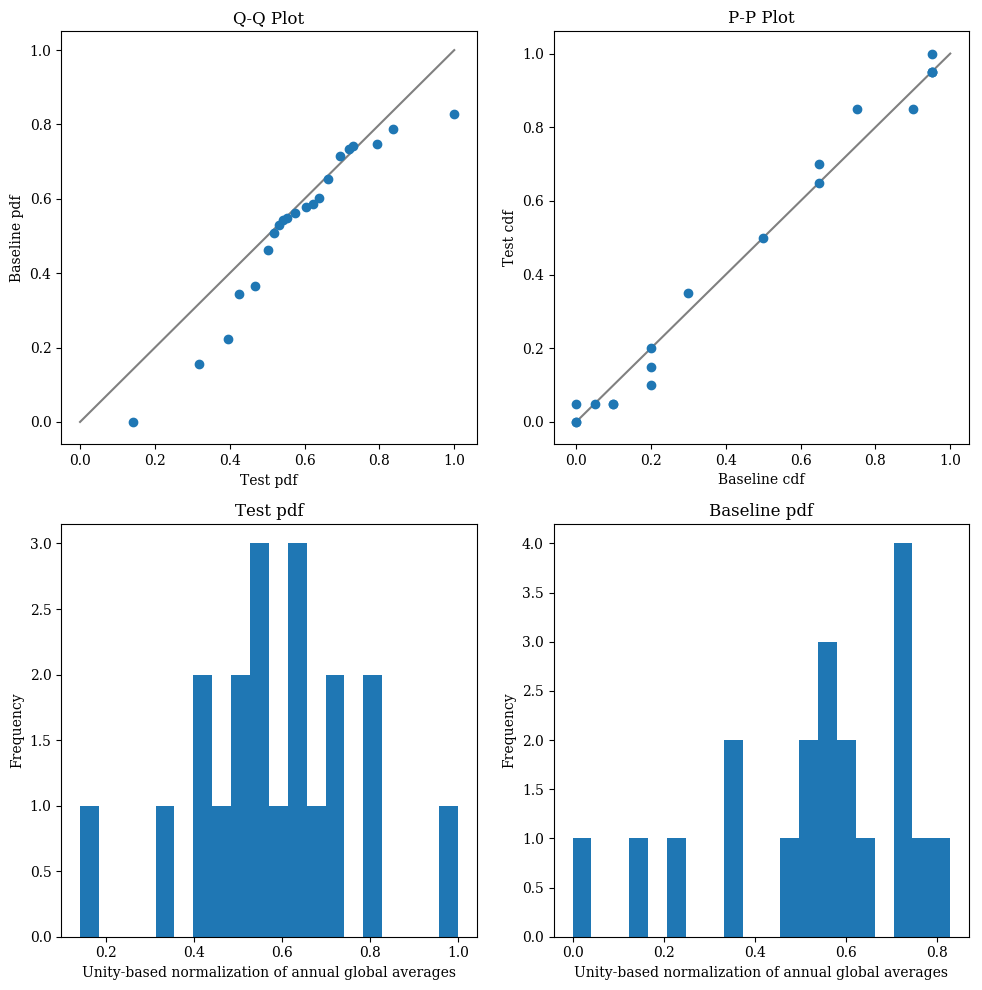 Q-Q Plot
1.0
0.8
0.6
0.4
0.2
0.0
Baseline pdf
0.0 0.2 0.4 0.6 0.8 1.0
Test pdf
P-P Plot
1.0
0.8
0.6
0.4
0.2
0.0
Test cdf
0.0 0.2 0.4 0.6 0.8 1.0
Baseline cdf
Test pdf
3.0
2.5
2.0
1.5
1.0
0.5
0.0
Frequency
0.2 0.4 0.6 0.8 1.0
Unity-based normalization of annual global averages
Baseline pdf
4.0
3.5
3.0
2.5
2.0
1.5
1.0
0.5
0.0
Frequency
0.0 0.2 0.4 0.6 0.8
Unity-based normalization of annual global averages